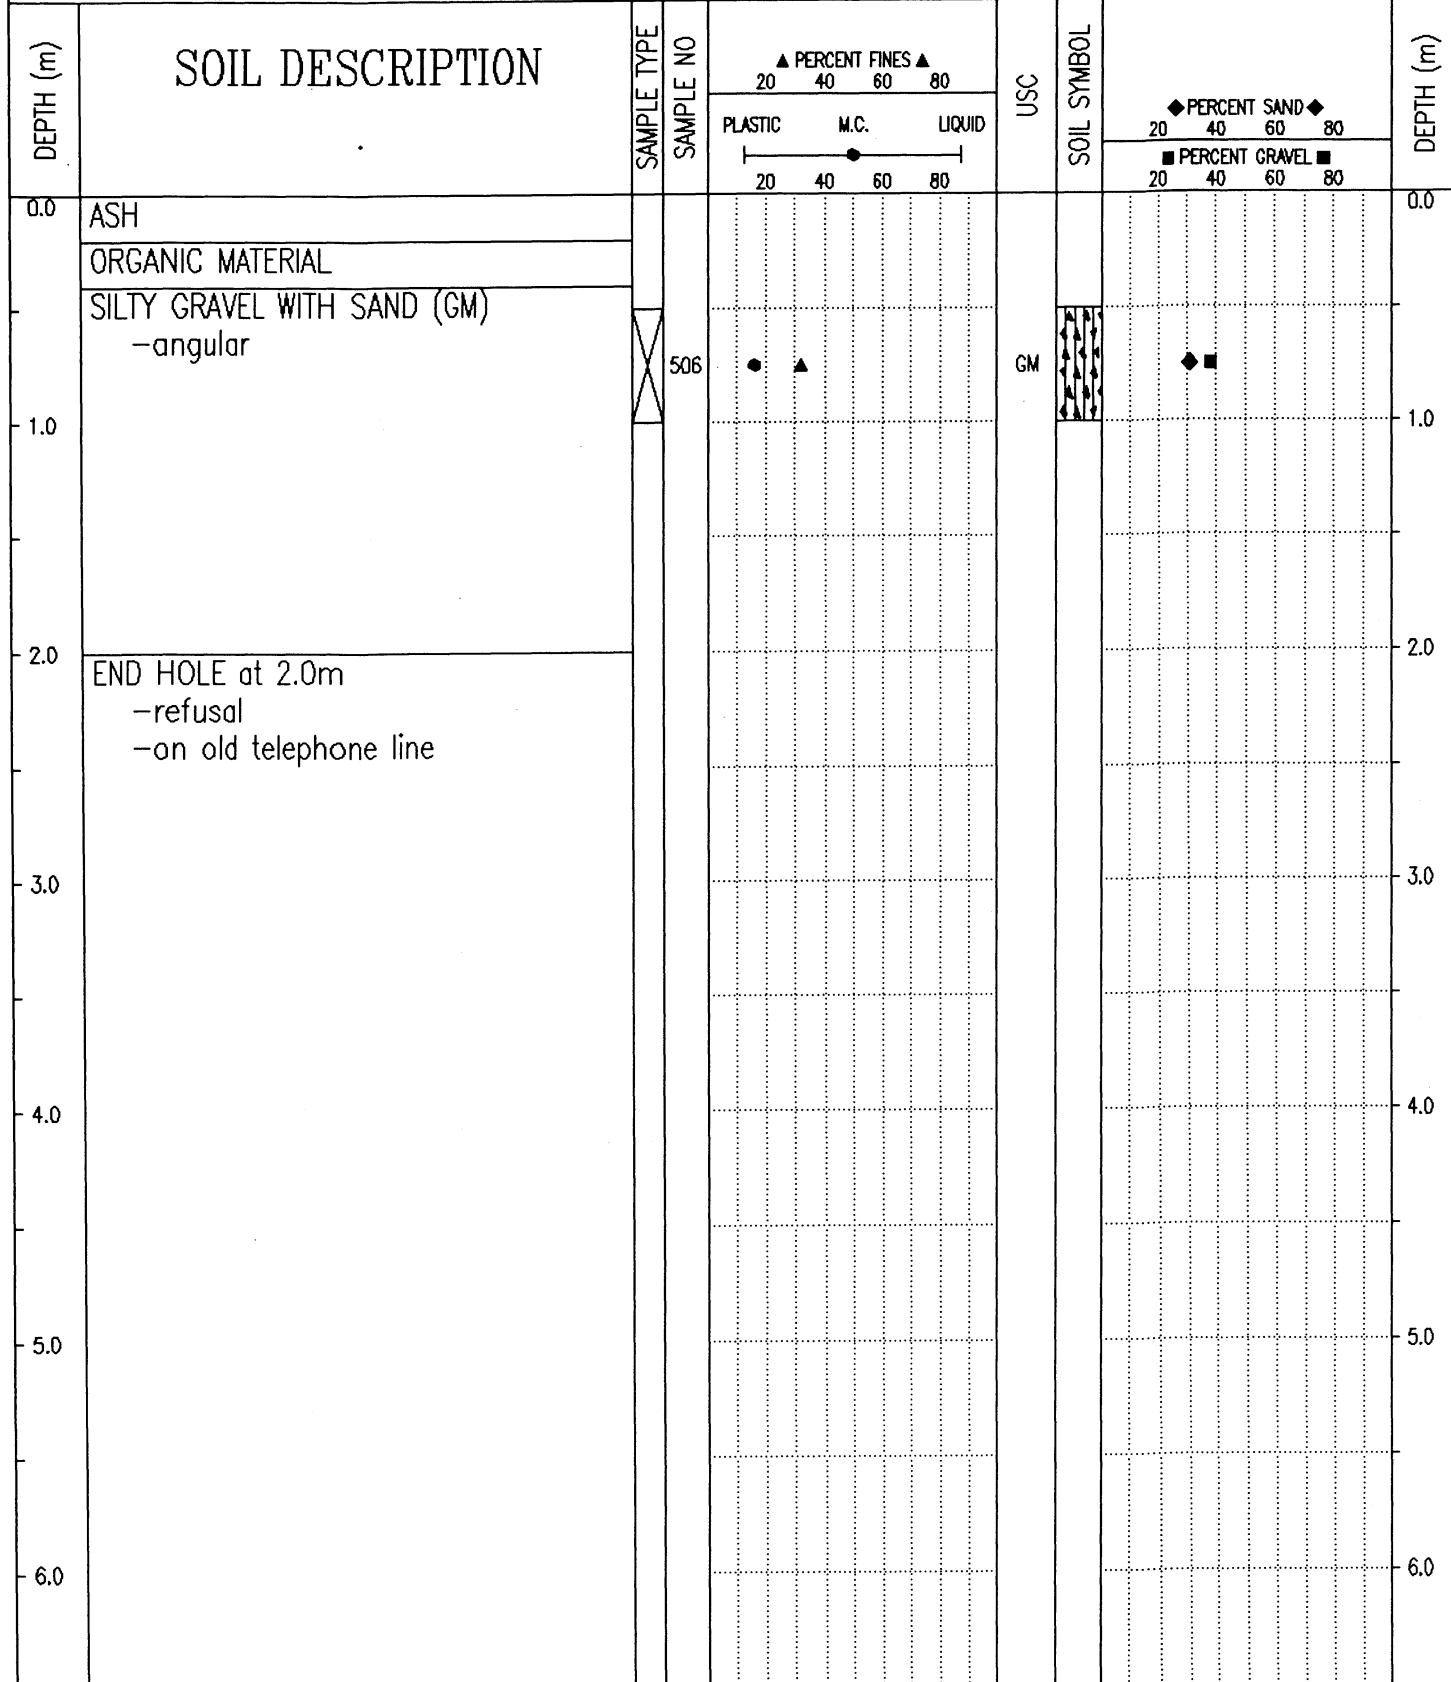 DEPTH (m)
SOIL DESCRIPTION
SAMPLE TYPE
SAMPLE NO
▲ PERCENT FINES ▲
20 40 60 80
PLASTIC M.C. LIQUID
20 40 60 80
USC
SOIL SYMBOL
◆PERCENT SAND◆
20 40 60 80
■ PERCENT GRAVEL ■
20 40 60 80
DEPTH (m)
0.0 ASH 0.0
ORGANIC MATERIAL
SILTY GRAVEL WITH SAND (GM)
-angular
506 GM
1.0 1.0
2.0 2.0
END HOLE at 2.0m
-refusal
-an old telephone line
3.0 3.0
4.0 4.0
5.0 5.0
6.0 6.0